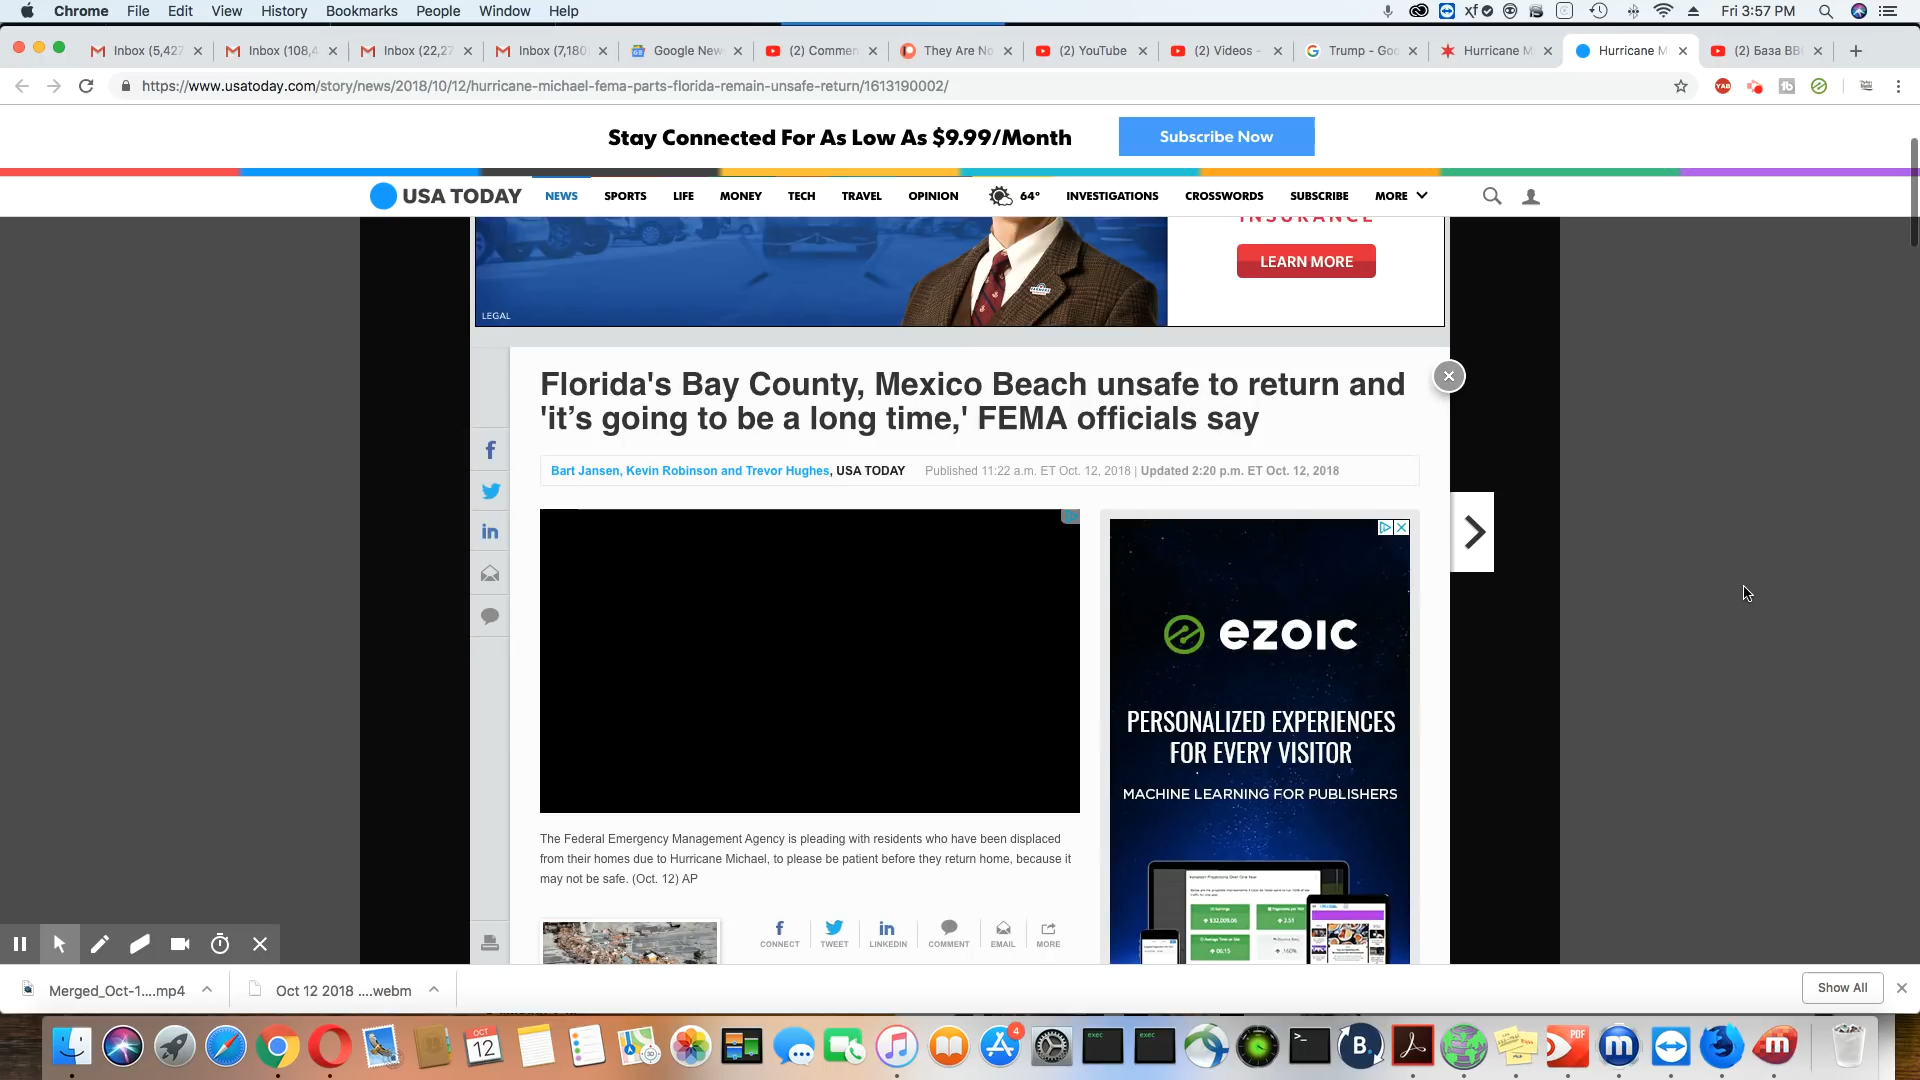 Chrome File Edit View History Bookmarks People Window Help Fri 3:57 PM
Inbox (5,427 Inbox (108,4 Inbox (22,27 Inbox (7,180) Google New (2) Commen They Are No (2) YouTube (2) Videos - Trump - Goo Hurricane M Hurricane M (2) База ВВ
https://www.usatoday.com/story/news/2018/10/12/hurricane-michael-fema-parts-florida-remain-unsafe-return/1613190002/
Stay Connected For As Low As $9.99/Month Subscribe Now
USA TODAY NEWS SPORTS LIFE MONEY TECH TRAVEL OPINION 64° INVESTIGATIONS CROSSWORDS SUBSCRIBE MORE
INSURANCE
LEARN MORE
LEGAL
Florida's Bay County, Mexico Beach unsafe to return and
'it’s going to be a long time,' FEMA officials say
Bart Jansen, Kevin Robinson and Trevor Hughes, USA TODAY Published 11:22 a.m. ET Oct. 12, 2018 | Updated 2:20 p.m. ET Oct. 12, 2018
ezoic
PERSONALIZED EXPERIENCES
FOR EVERY VISITOR
MACHINE LEARNING FOR PUBLISHERS
The Federal Emergency Management Agency is pleading with residents who have been displaced
from their homes due to Hurricane Michael, to please be patient before they return home, because it
may not be safe. (Oct. 12) AP
CONNECT TWEET LINKEDIN COMMENT EMAIL MORE
Merged_Oct-1....mp4 Oct 12 2018 ....webm Show All
OCT
12
4
exec exec
PDF